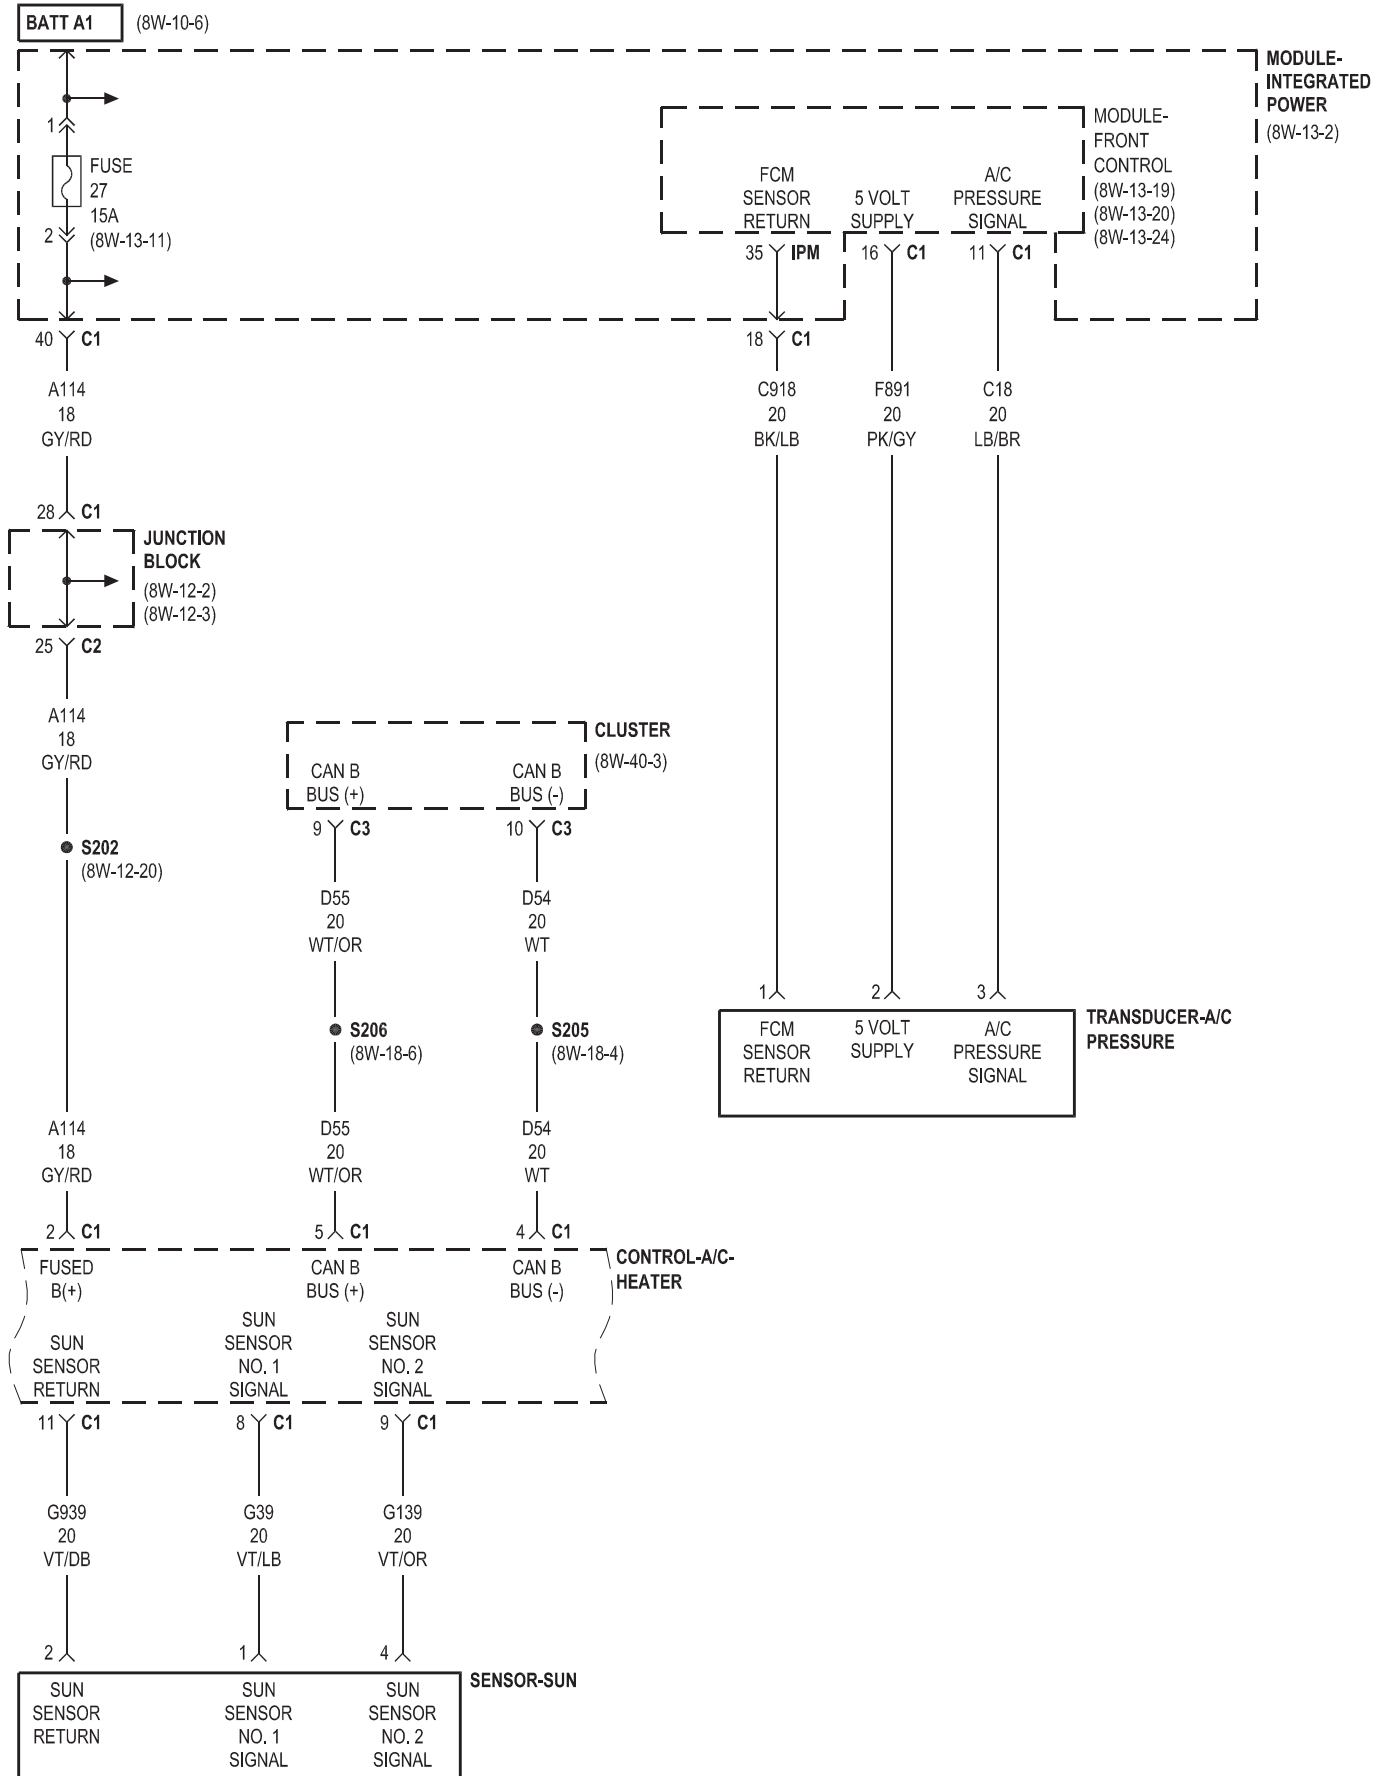 BATT A1 (8W-10-6)
MODULE-
INTEGRATED
POWER
(8W-13-2)
MODULE-
FRONT
CONTROL
(8W-13-19)
(8W-13-20)
(8W-13-24)
1
FUSE
27
15A
(8W-13-11)
2
FCM
SENSOR
RETURN
5 VOLT
SUPPLY
A/C
PRESSURE
SIGNAL
35 IPM
16 C1
11 C1
40 C1
18 C1
A114
18
GY/RD
C918
20
BK/LB
F891
20
PK/GY
C18
20
LB/BR
28 C1
JUNCTION
BLOCK
(8W-12-2)
(8W-12-3)
25 C2
A114
18
GY/RD
CLUSTER
(8W-40-3)
CAN B
BUS (+)
CAN B
BUS (-)
9 C3
10 C3
S202
(8W-12-20)
D55
20
WT/OR
D54
20
WT
S206
(8W-18-6)
S205
(8W-18-4)
1
2
3
TRANSDUCER-A/C
PRESSURE
FCM
SENSOR
RETURN
5 VOLT
SUPPLY
A/C
PRESSURE
SIGNAL
A114
18
GY/RD
D55
20
WT/OR
D54
20
WT
2 C1
5 C1
4 C1
CONTROL-A/C-
HEATER
FUSED
B(+)
CAN B
BUS (+)
CAN B
BUS (-)
SUN
SENSOR
RETURN
SUN
SENSOR
NO. 1
SIGNAL
SUN
SENSOR
NO. 2
SIGNAL
11 C1
8 C1
9 C1
G939
20
VT/DB
G39
20
VT/LB
G139
20
VT/OR
2
1
4
SENSOR-SUN
SUN
SENSOR
RETURN
SUN
SENSOR
NO. 1
SIGNAL
SUN
SENSOR
NO. 2
SIGNAL